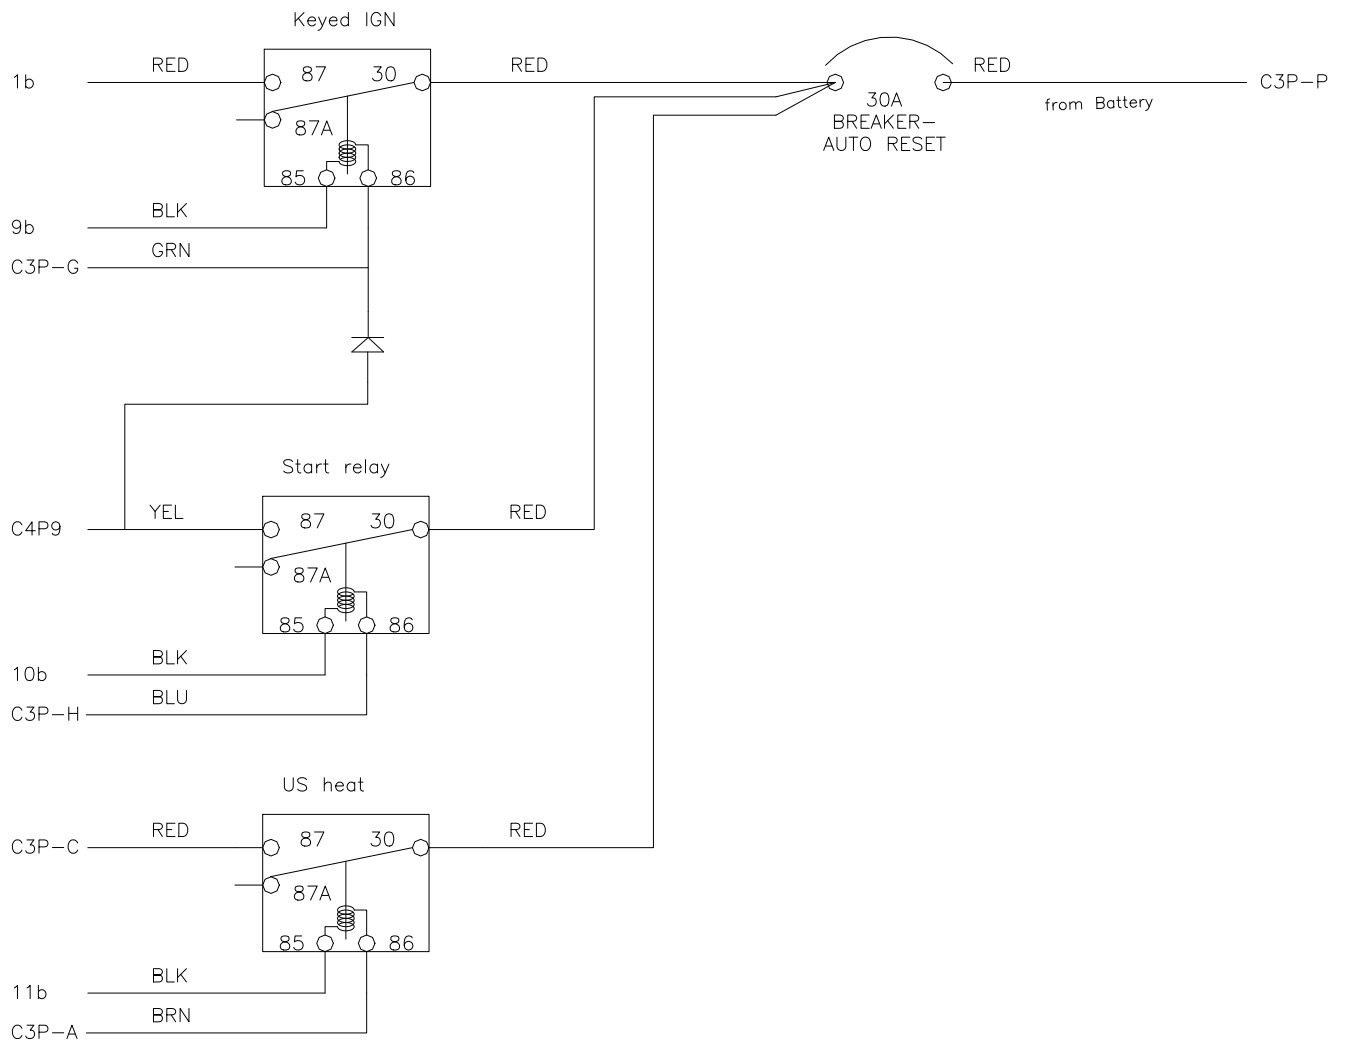 Keyed IGN
1b RED 87 30 RED RED C3P-P
from Battery
30A
BREAKER-
AUTO RESET
87A
85 86
9b BLK
C3P-G GRN
Start relay
C4P9 YEL 87 30 RED
87A
85 86
10b BLK
C3P-H BLU
US heat
C3P-C RED 87 30 RED
87A
85 86
11b BLK
C3P-A BRN